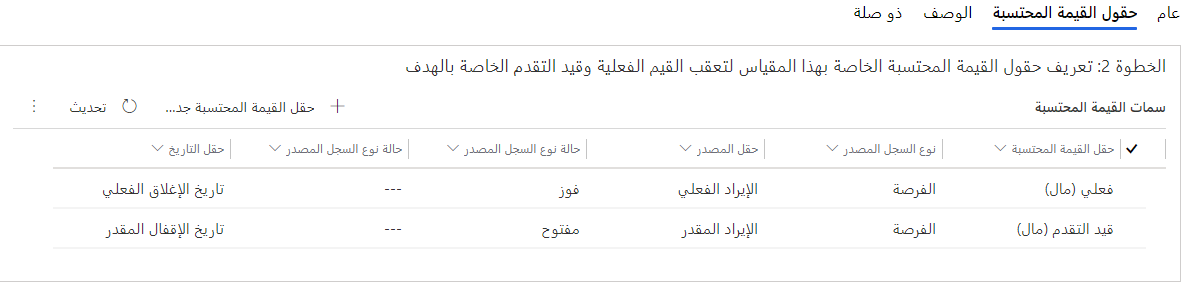 عام حقول القيمة المحتسبة الوصف ذو صلة
الخطوة 2: تعريف حقول القيمة المحتسبة الخاصة بهذا المقياس لتعقب القيم الفعلية وقيد التقدم الخاصة بالهدف
سمات القيمة المحتسبة + حقل القيمة المحتسبة جد... تحديث
حقل القيمة المحتسبة نوع السجل المصدر حقل المصدر حالة نوع السجل المصدر حالة نوع السجل المصدر حقل التاريخ
فعلي (مال) الفرصة الإيراد الفعلي فوز --- تاريخ الإغلاق الفعلي
قيد التقدم (مال) الفرصة الإيراد المقدر مفتوح --- تاريخ الإقفال المقدر